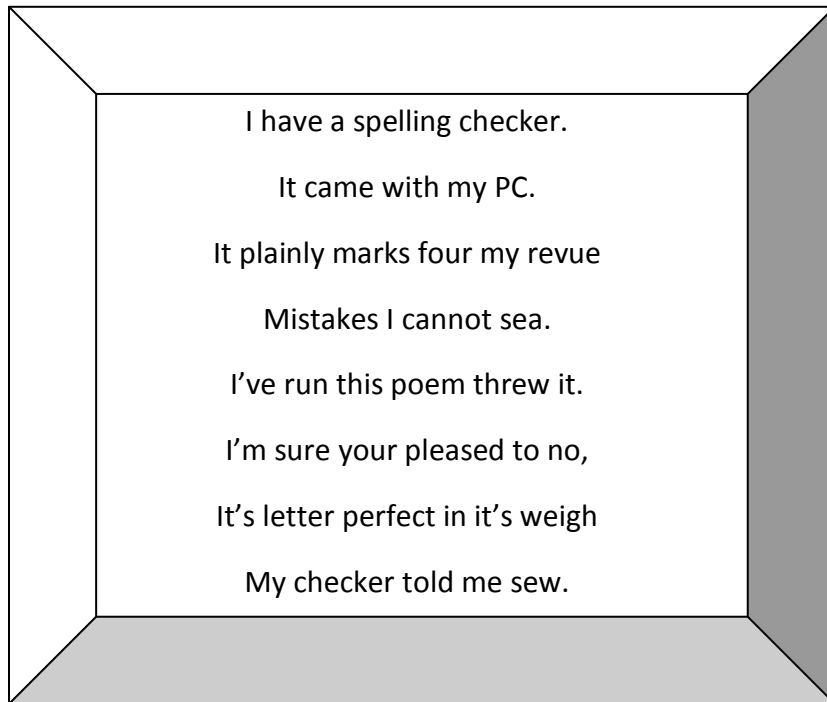 I have a spelling checker.
It came with my PC.
It plainly marks four my revue
Mistakes I cannot sea.
I’ve run this poem threw it.
I’m sure your pleased to no,
It’s letter perfect in it’s weigh
My checker told me sew.